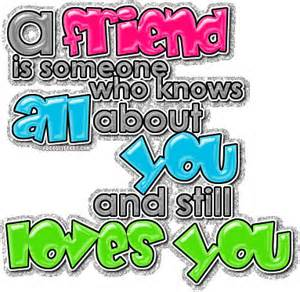 a friend
is someone
who knows
all about
you
and still
loves you